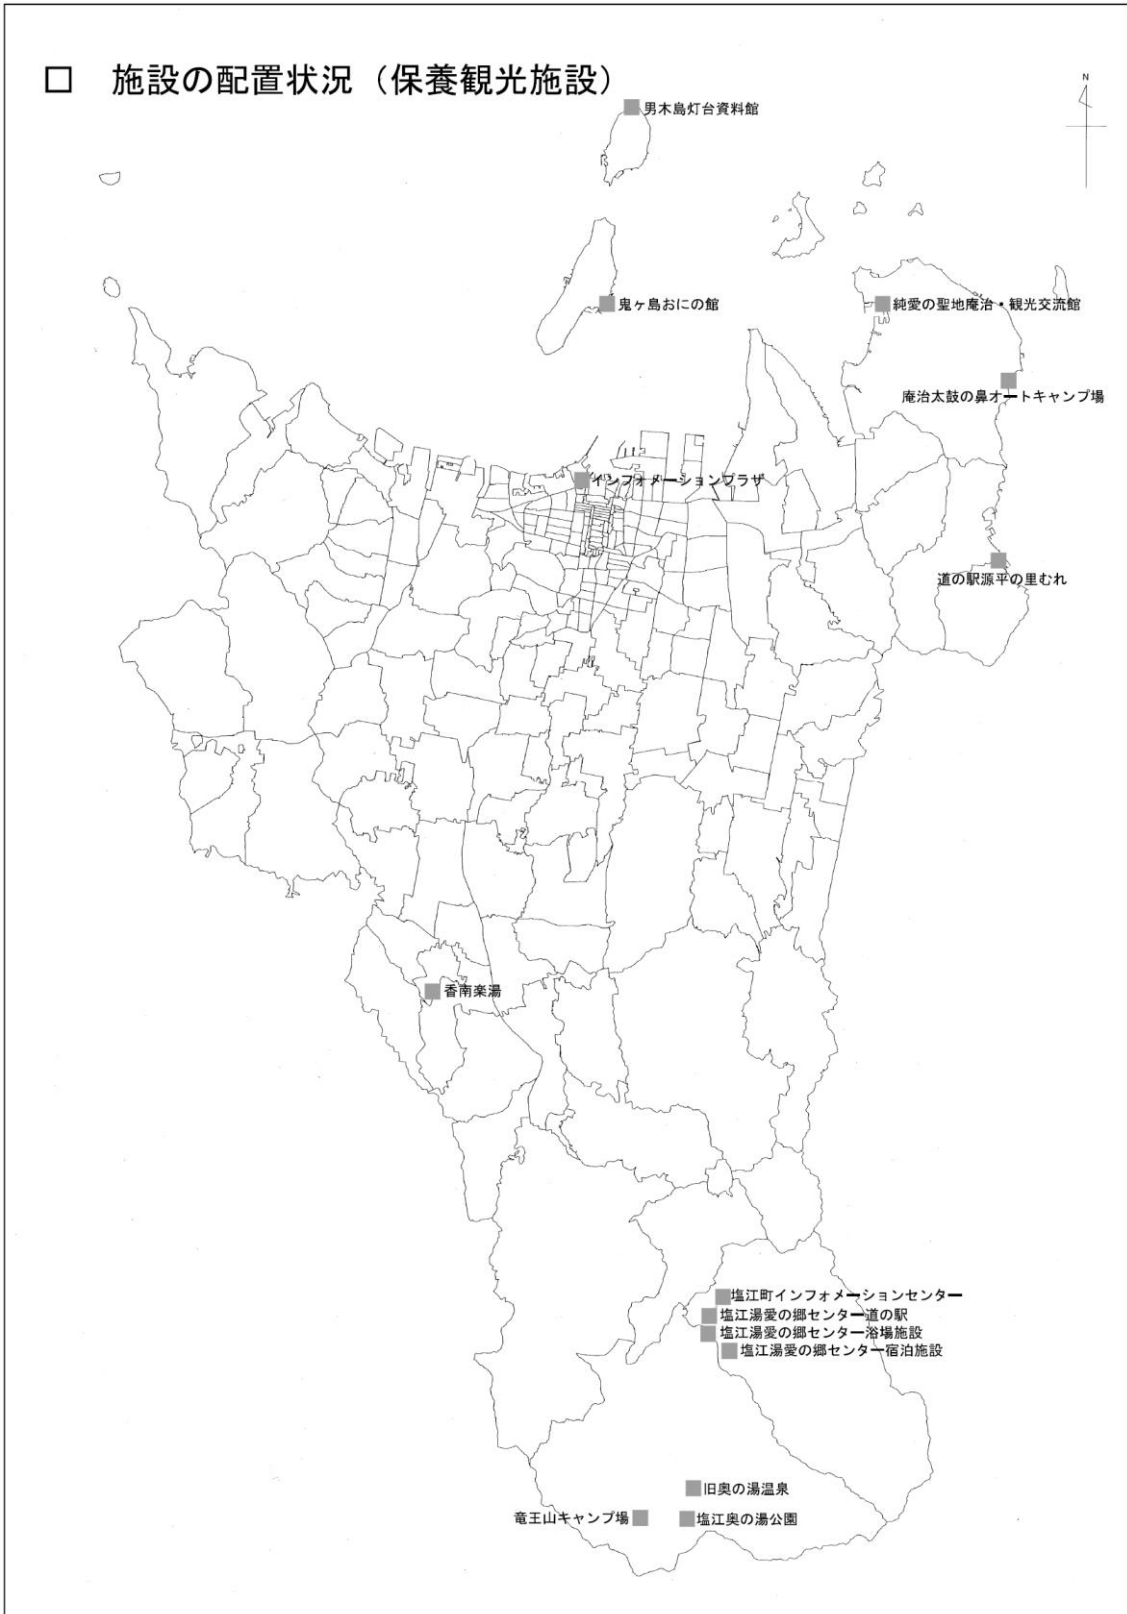 □ 施設の配置状況（保養観光施設）
N
男木島灯台資料館
鬼ヶ島おにの館
純愛の聖地庵治・観光交流館
庵治太鼓の鼻オートキャンプ場
インフォメーションプラザ
道の駅源平の里むれ
香南楽湯
塩江町インフォメーションセンター
塩江湯愛の郷センター道の駅
塩江湯愛の郷センター浴場施設
塩江湯愛の郷センター宿泊施設
旧奥の湯温泉
竜王山キャンプ場
塩江奥の湯公園